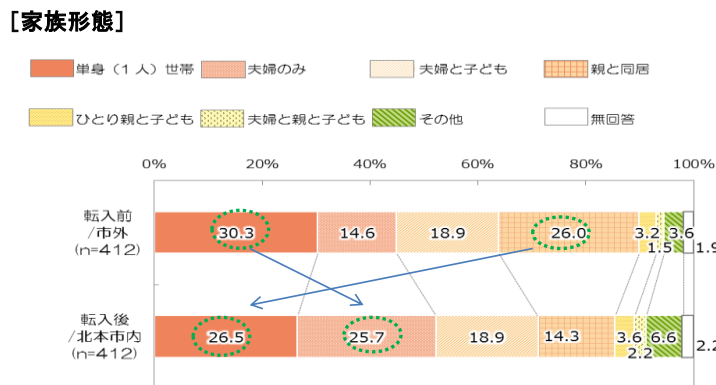 [家族形態]
単身（1人）世帯 夫婦のみ 夫婦と子ども 親と同居
ひとり親と子ども 夫婦と親と子ども その他 無回答
0% 20% 40% 60% 80% 100%
転入前
/市外
(n=412)
30.3 14.6 18.9 26.0 3.2 1.5 3.6 1.9
転入後
/北本市内
(n=412)
26.5 25.7 18.9 14.3 3.6 2.2 6.6 2.2